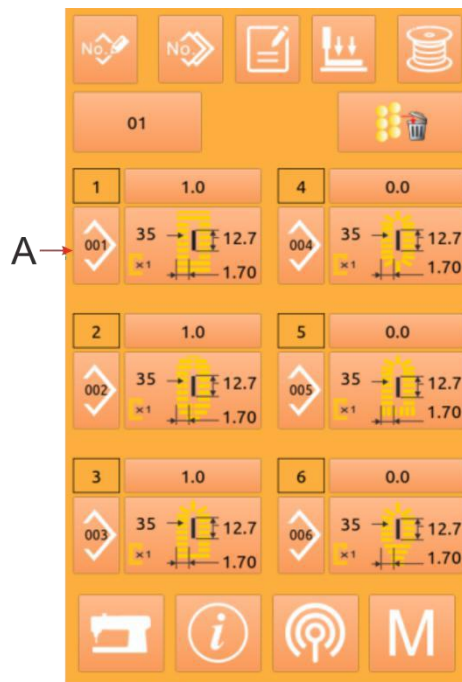 No. No.
01
1 1.0 4 0.0
A 001 35 12.7 ×1 1.70 004 35 12.7 ×1 1.70
2 1.0 5 0.0
002 35 12.7 ×1 1.70 005 35 12.7 ×1 1.70
3 1.0 6 0.0
003 35 12.7 ×1 1.70 006 35 12.7 ×1 1.70
i M